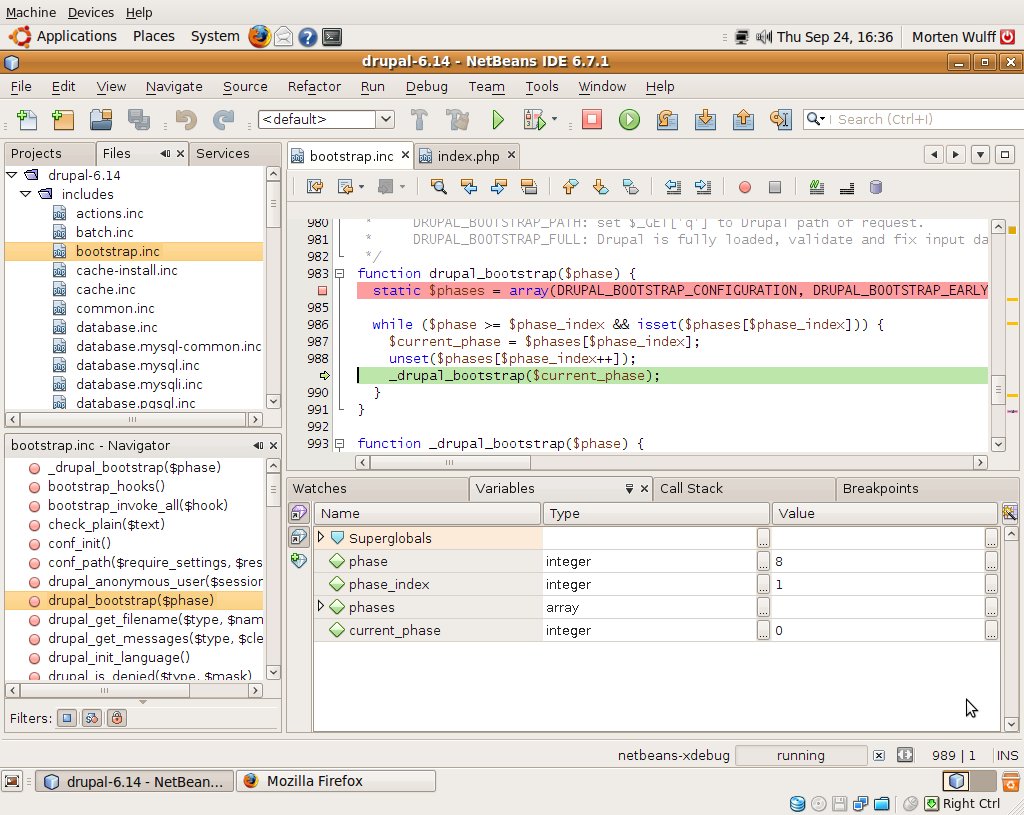 Machine Devices Help
Applications Places System Thu Sep 24, 16:36 Morten Wulff
drupal-6.14 - NetBeans IDE 6.7.1
File Edit View Navigate Source Refactor Run Debug Team Tools Window Help
<default> Search (Ctrl+I)
Projects Files Services
drupal-6.14
includes
actions.inc
batch.inc
bootstrap.inc
cache-install.inc
cache.inc
common.inc
database.inc
database.mysql-common.inc
database.mysql.inc
database.mysqli.inc
database.pgsql.inc
bootstrap.inc index.php
980 * DRUPAL_BOOTSTRAP_PATH: set $_GET['q'] to Drupal path of request.
981 * DRUPAL_BOOTSTRAP_FULL: Drupal is fully loaded, validate and fix input da
982 */
983 function drupal_bootstrap($phase) {
static $phases = array(DRUPAL_BOOTSTRAP_CONFIGURATION, DRUPAL_BOOTSTRAP_EARLY
985
986 while ($phase >= $phase_index && isset($phases[$phase_index])) {
987 $current_phase = $phases[$phase_index];
988 unset($phases[$phase_index++]);
_drupal_bootstrap($current_phase);
990 }
991 }
992
993 function _drupal_bootstrap($phase) {
bootstrap.inc - Navigator
_drupal_bootstrap($phase)
bootstrap_hooks()
bootstrap_invoke_all($hook)
check_plain($text)
conf_init()
conf_path($require_settings, $res
drupal_anonymous_user($session
drupal_bootstrap($phase)
drupal_get_filename($type, $nam
drupal_get_messages($type, $cle
drupal_init_language()
drupal_is_denied($type, $mask)
Filters:
Watches Variables Call Stack Breakpoints
Name Type Value
Superglobals ... ...
phase integer ... 8 ...
phase_index integer ... 1 ...
phases array ... ...
current_phase integer ... 0 ...
netbeans-xdebug running 989 | 1 INS
drupal-6.14 - NetBean... Mozilla Firefox
Right Ctrl